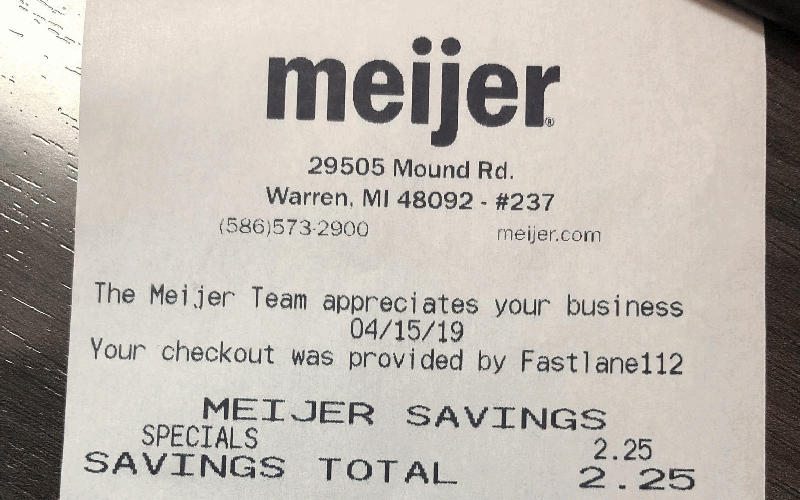 meijer®
29505 Mound Rd.
Warren, MI 48092 - #237
(586)573-2900 meijer.com
The Meijer Team appreciates your business
04/15/19
Your checkout was provided by Fastlane112
MEIJER SAVINGS
SPECIALS 2.25
SAVINGS TOTAL 2.25